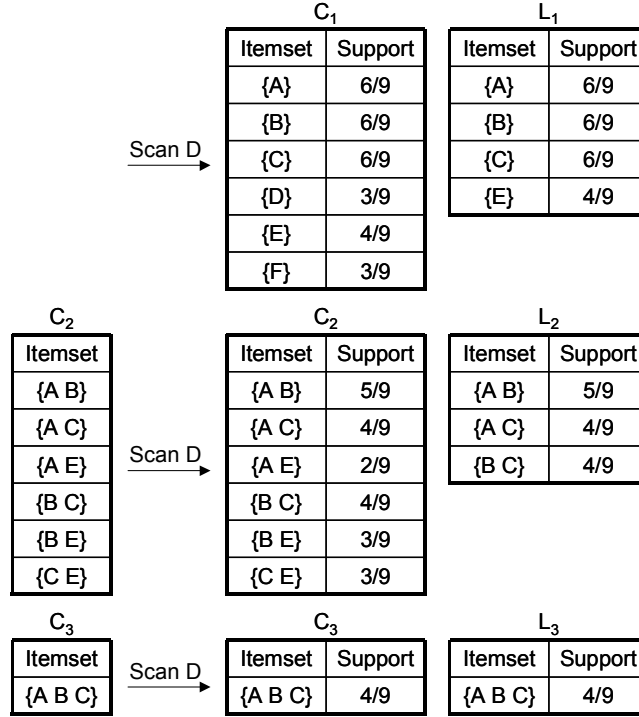 C₁ L₁
Itemset Support Itemset Support
{A} 6/9 {A} 6/9
{B} 6/9 {B} 6/9
Scan D {C} 6/9 {C} 6/9
{D} 3/9 {E} 4/9
{E} 4/9
{F} 3/9
C₂ C₂ L₂
Itemset Itemset Support Itemset Support
{A B} {A B} 5/9 {A B} 5/9
{A C} {A C} 4/9 {A C} 4/9
{A E} Scan D {A E} 2/9 {B C} 4/9
{B C} {B C} 4/9
{B E} {B E} 3/9
{C E} {C E} 3/9
C₃ C₃ L₃
Itemset Scan D Itemset Support Itemset Support
{A B C} {A B C} 4/9 {A B C} 4/9